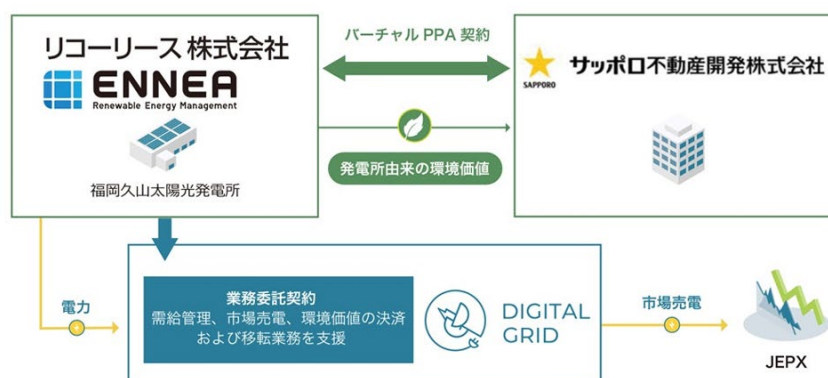 リコーリース 株式会社
ENNEA
Renewable Energy Management
福岡久山太陽光発電所
バーチャル PPA 契約
発電所由来の環境価値
SAPPORO
サッポロ不動産開発株式会社
電力
業務委託契約
需給管理、市場売電、環境価値の決済
および移転業務を支援
DIGITAL
GRID
市場売電
JEPX